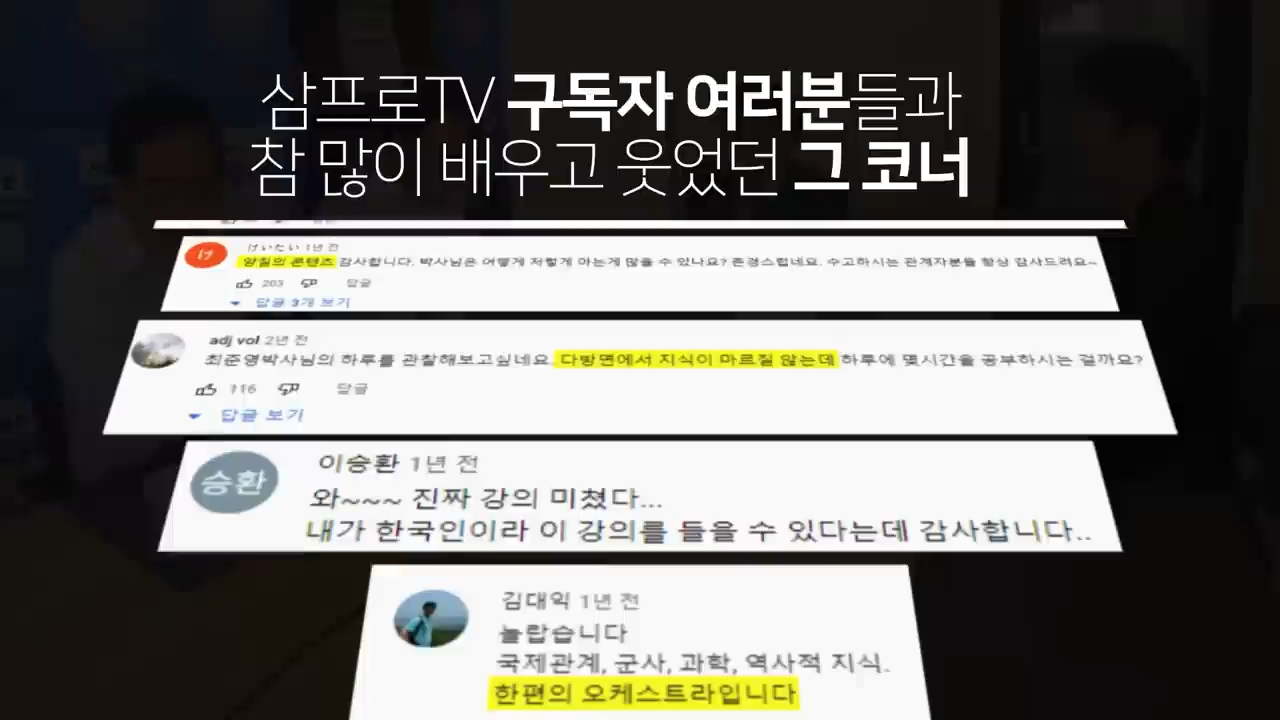 삼프로TV 구독자 여러분들과
참 많이 배우고 웃었던 그 코너
け
けいたい 1년 전
양질의 콘텐츠 감사합니다. 박사님은 어떻게 저렇게 아는게 많을 수 있나요? 존경스럽네요. 수고하시는 관계자분들 항상 감사드려요~
203 답글
답글 3개 보기
adj vol 2년 전
최준영박사님의 하루를 관찰해보고싶네요. 다방면에서 지식이 마르질 않는데 하루에 몇시간을 공부하시는 걸까요?
116 답글
답글 보기
승환
이승환 1년 전
와~~~ 진짜 강의 미쳤다...
내가 한국인이라 이 강의를 들을 수 있다는데 감사합니다..
김대익 1년 전
놀랍습니다
국제관계, 군사, 과학, 역사적 지식.
한편의 오케스트라입니다